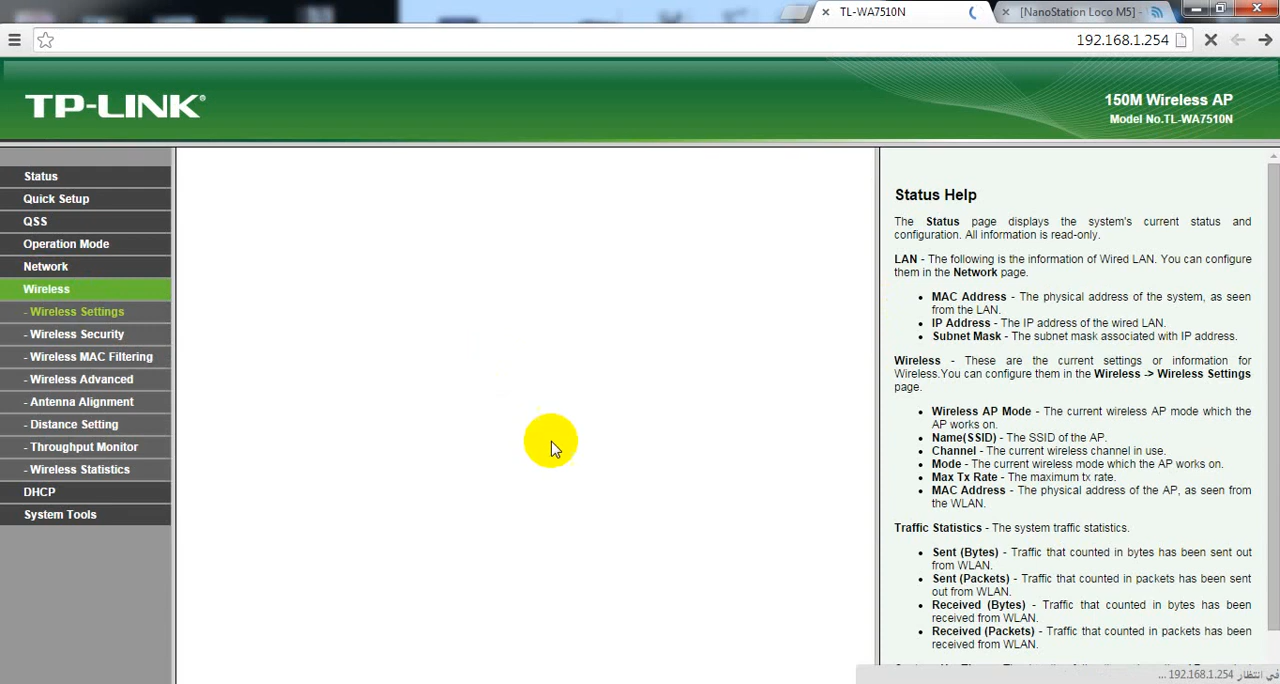 TL-WA7510N
[NanoStation Loco M5] -
192.168.1.254
TP-LINK®
150M Wireless AP
Model No.TL-WA7510N
Status
Quick Setup
QSS
Operation Mode
Network
Wireless
- Wireless Settings
- Wireless Security
- Wireless MAC Filtering
- Wireless Advanced
- Antenna Alignment
- Distance Setting
- Throughput Monitor
- Wireless Statistics
DHCP
System Tools
Status Help
The Status page displays the system's current status and
configuration. All information is read-only.
LAN - The following is the information of Wired LAN. You can configure
them in the Network page.
• MAC Address - The physical address of the system, as seen
from the LAN.
• IP Address - The IP address of the wired LAN.
• Subnet Mask - The subnet mask associated with IP address.
Wireless - These are the current settings or information for
Wireless.You can configure them in the Wireless -> Wireless Settings
page.
• Wireless AP Mode - The current wireless AP mode which the
AP works on.
• Name(SSID) - The SSID of the AP.
• Channel - The current wireless channel in use.
• Mode - The current wireless mode which the AP works on.
• Max Tx Rate - The maximum tx rate.
• MAC Address - The physical address of the AP, as seen from
the WLAN.
Traffic Statistics - The system traffic statistics.
• Sent (Bytes) - Traffic that counted in bytes has been sent out
from WLAN.
• Sent (Packets) - Traffic that counted in packets has been sent
out from WLAN.
• Received (Bytes) - Traffic that counted in bytes has been
received from WLAN.
• Received (Packets) - Traffic that counted in packets has been
received from WLAN.
في انتظار 192.168.1.254 ...